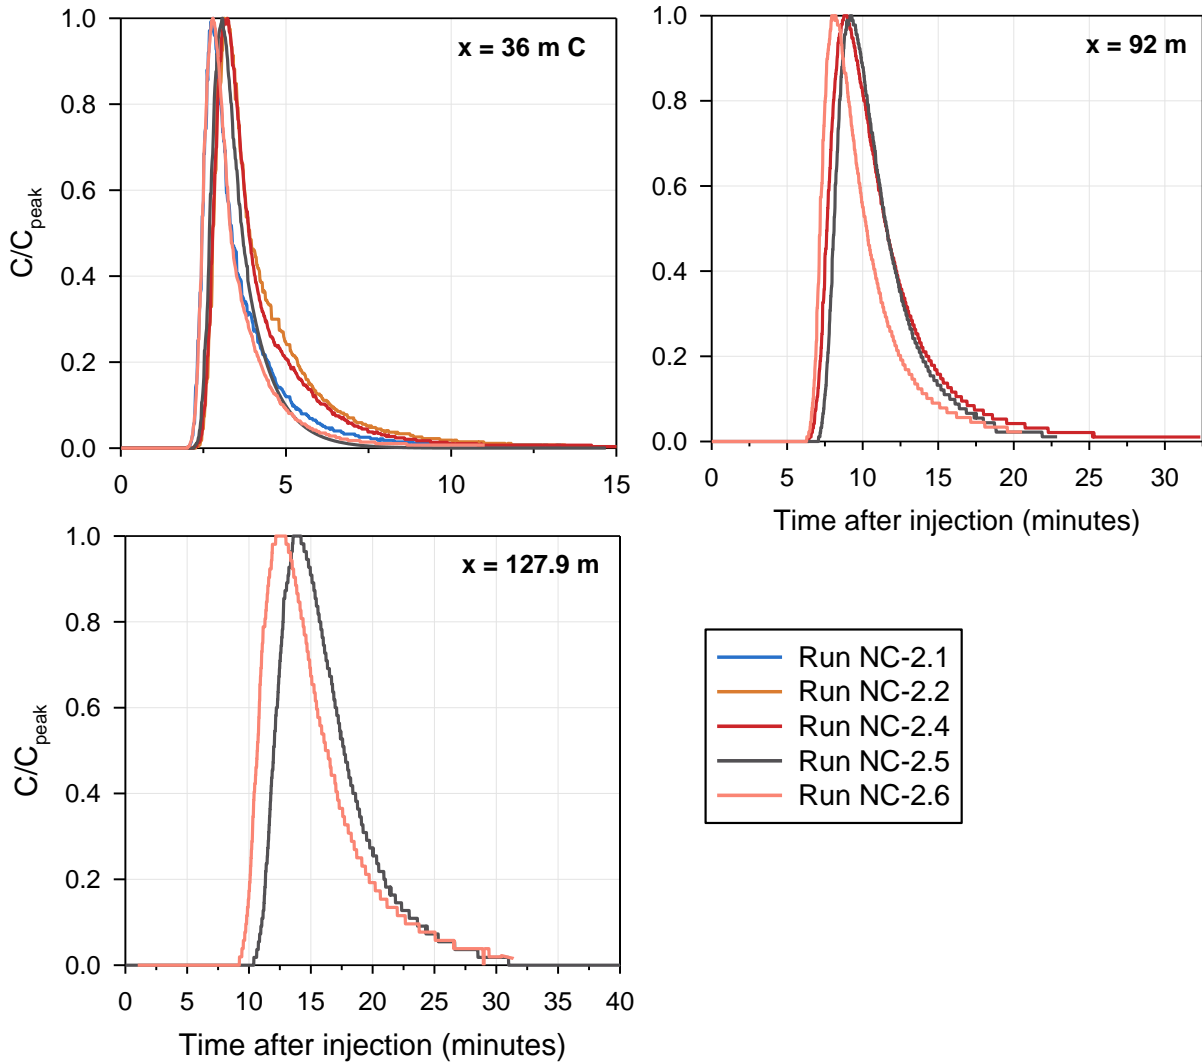 x = 36 m C
C/Cpeak
1.0
0.8
0.6
0.4
0.2
0.0
0 5 10 15
x = 92 m
1.0
0.8
0.6
0.4
0.2
0.0
0 5 10 15 20 25 30
Time after injection (minutes)
x = 127.9 m
C/Cpeak
1.0
0.8
0.6
0.4
0.2
0.0
0 5 10 15 20 25 30 35 40
Time after injection (minutes)
Run NC-2.1
Run NC-2.2
Run NC-2.4
Run NC-2.5
Run NC-2.6